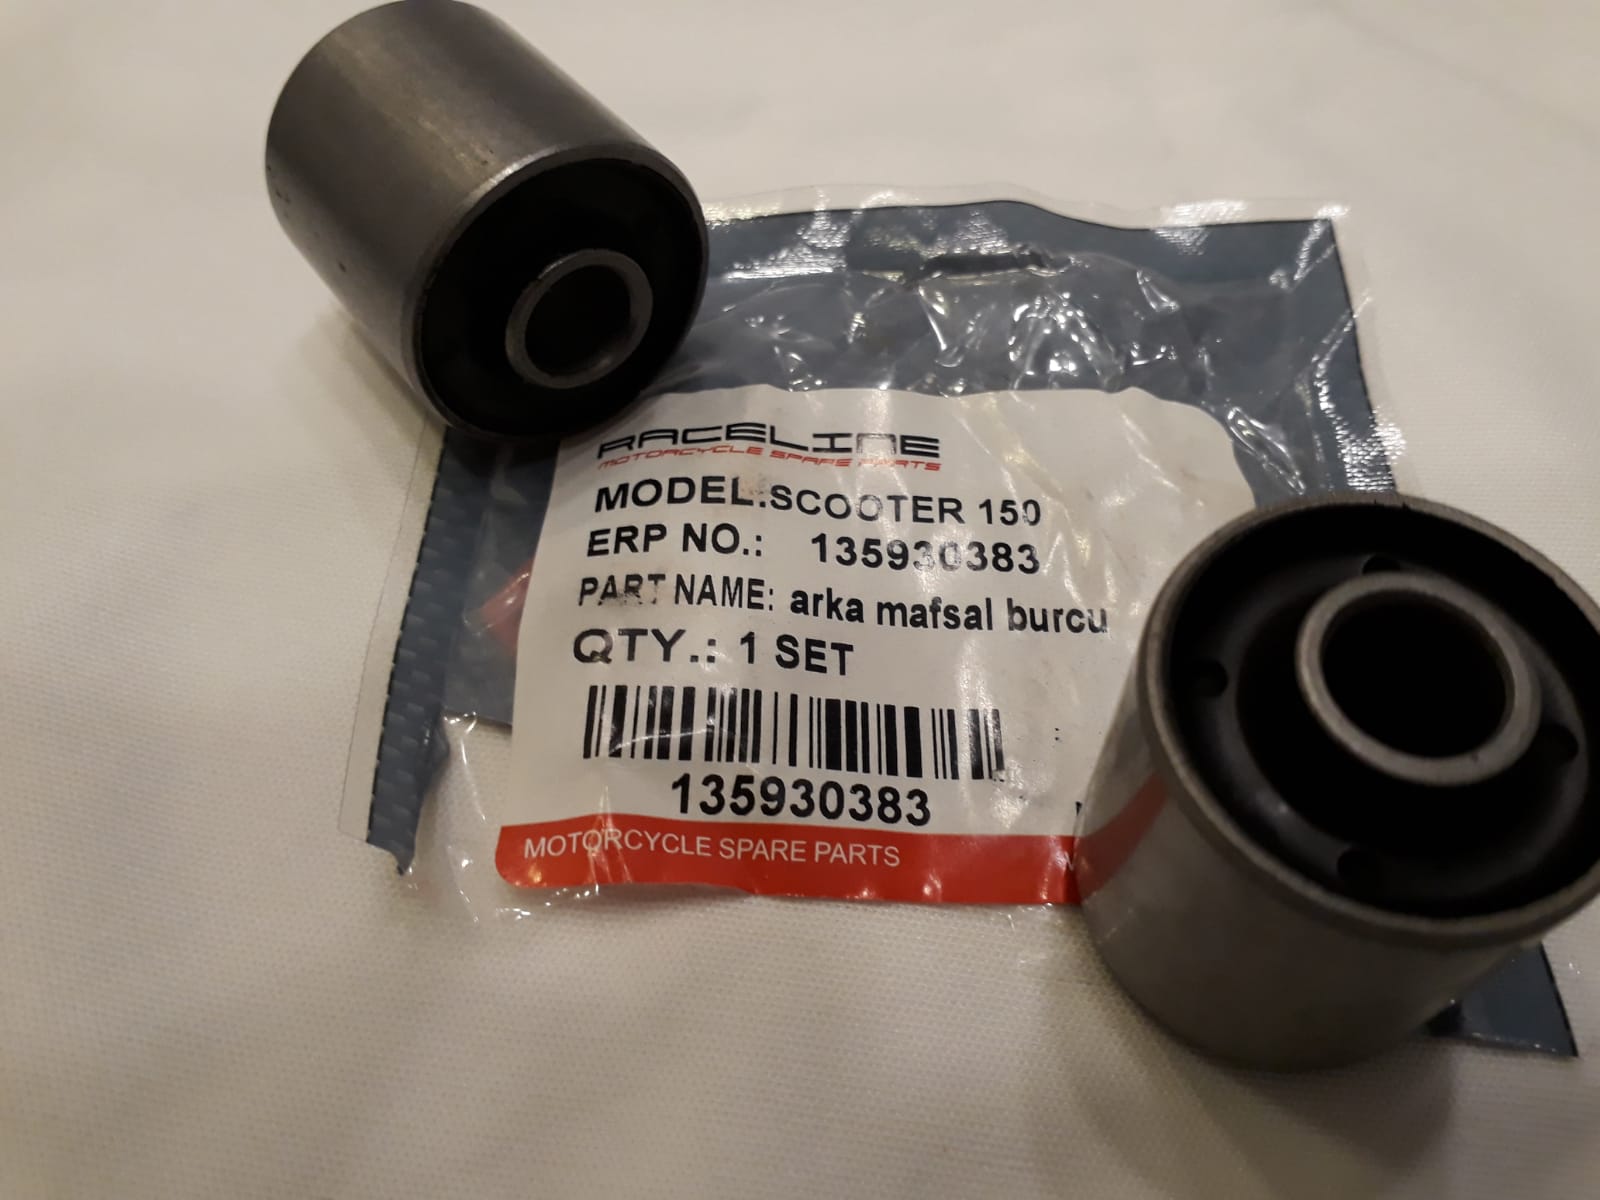 RACELINE
MOTORCYCLE SPARE PARTS
MODEL:SCOOTER 150
ERP NO.: 135930383
PART NAME: arka mafsal burcu
QTY.: 1 SET
135930383
MOTORCYCLE SPARE PARTS